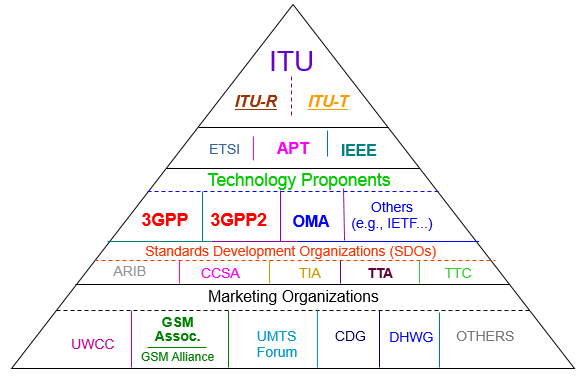 ITU
ITU-R ITU-T
ETSI APT IEEE
Technology Proponents
3GPP 3GPP2 OMA Others
(e.g., IETF...)
Standards Development Organizations (SDOs)
ARIB CCSA TIA TTA TTC
Marketing Organizations
UWCC GSM
Assoc.
GSM Alliance UMTS
Forum CDG DHWG OTHERS